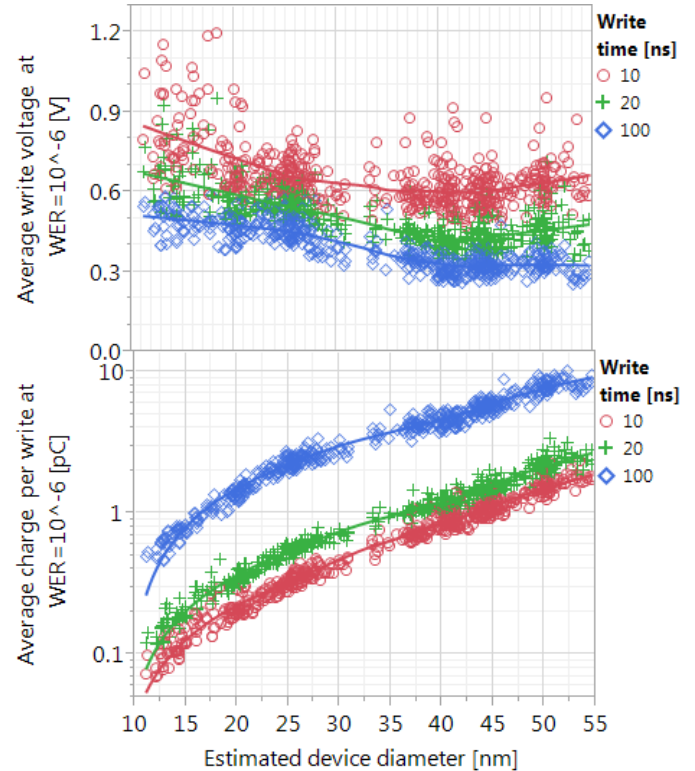 Average write voltage at
WER=10^-6 [V]
1.2
0.9
0.6
0.3
0.0
Write
time [ns]
10
20
100
Average charge per write at
WER=10^-6 [pC]
10
1
0.1
Write
time [ns]
10
20
100
10 15 20 25 30 35 40 45 50 55
Estimated device diameter [nm]